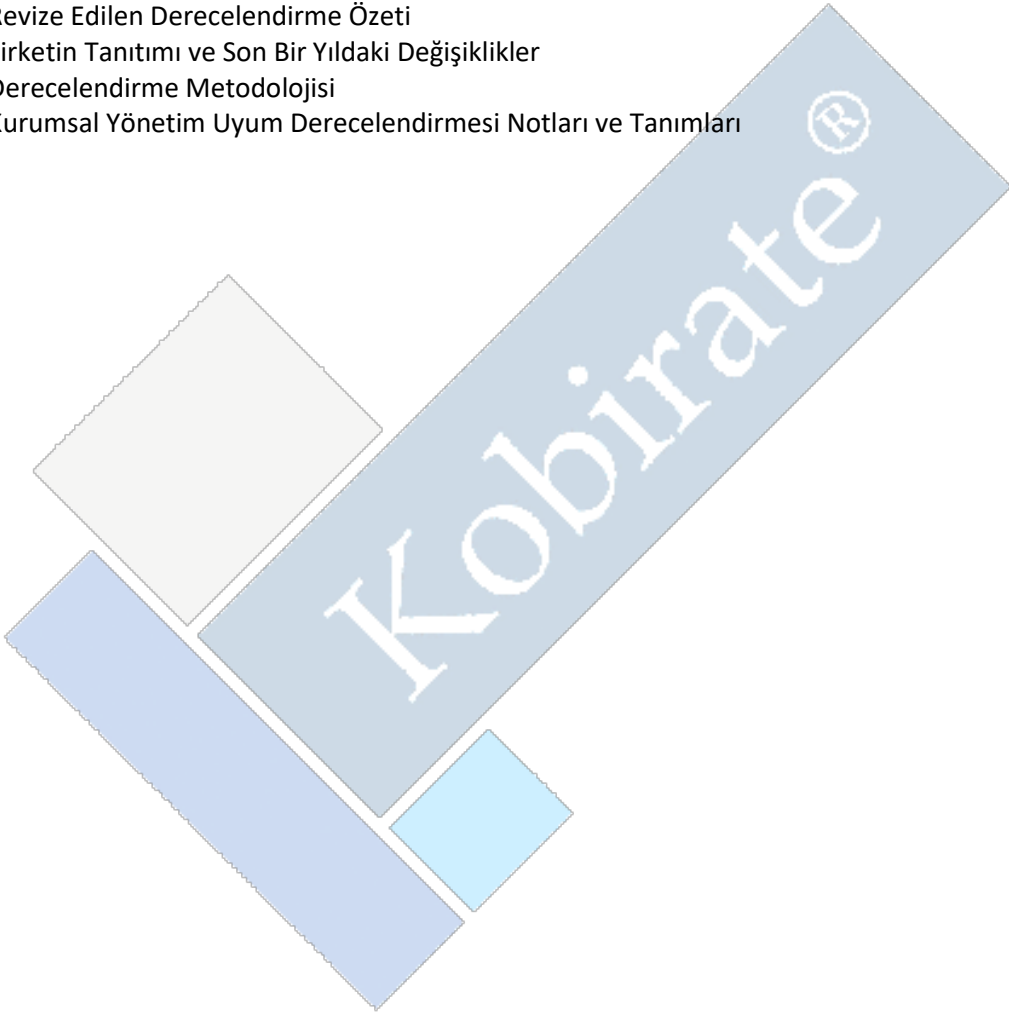 Revize Edilen Derecelendirme Özeti
Şirketin Tanıtımı ve Son Bir Yıldaki Değişiklikler
Derecelendirme Metodolojisi
Kurumsal Yönetim Uyum Derecelendirmesi Notları ve Tanımları
Kobirate ®